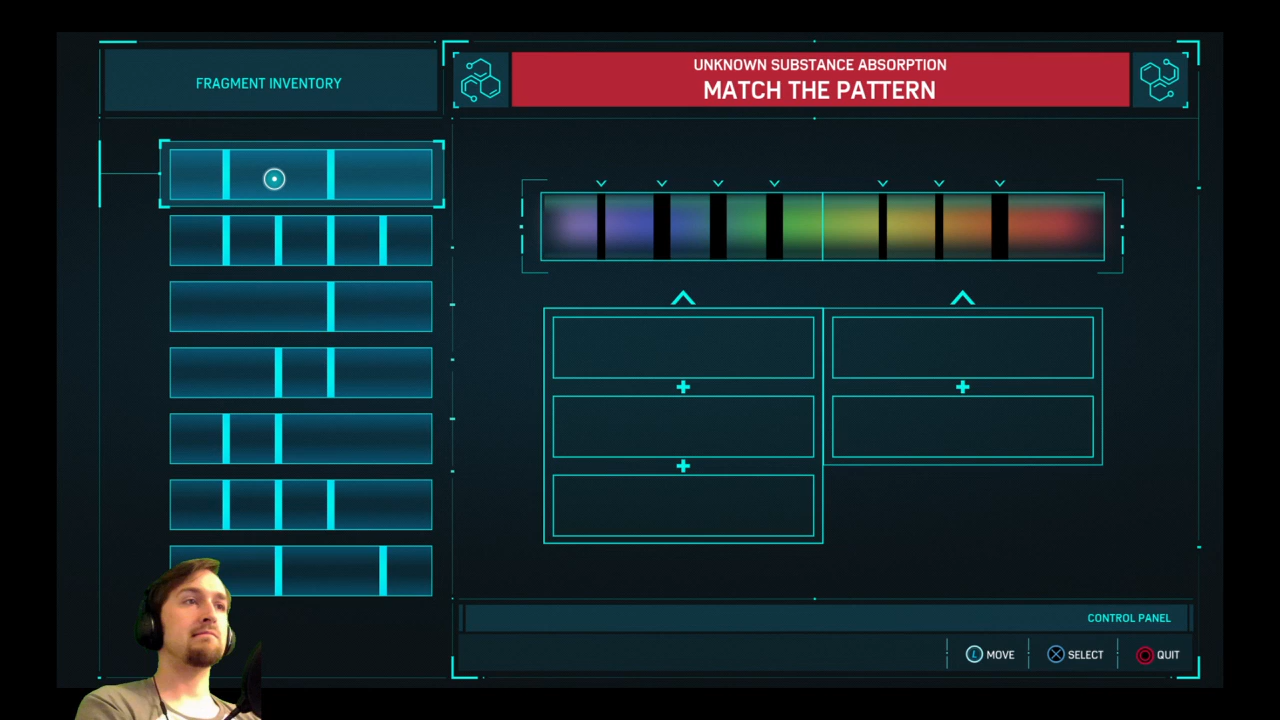 FRAGMENT INVENTORY
UNKNOWN SUBSTANCE ABSORPTION
MATCH THE PATTERN
CONTROL PANEL
L MOVE
SELECT
QUIT